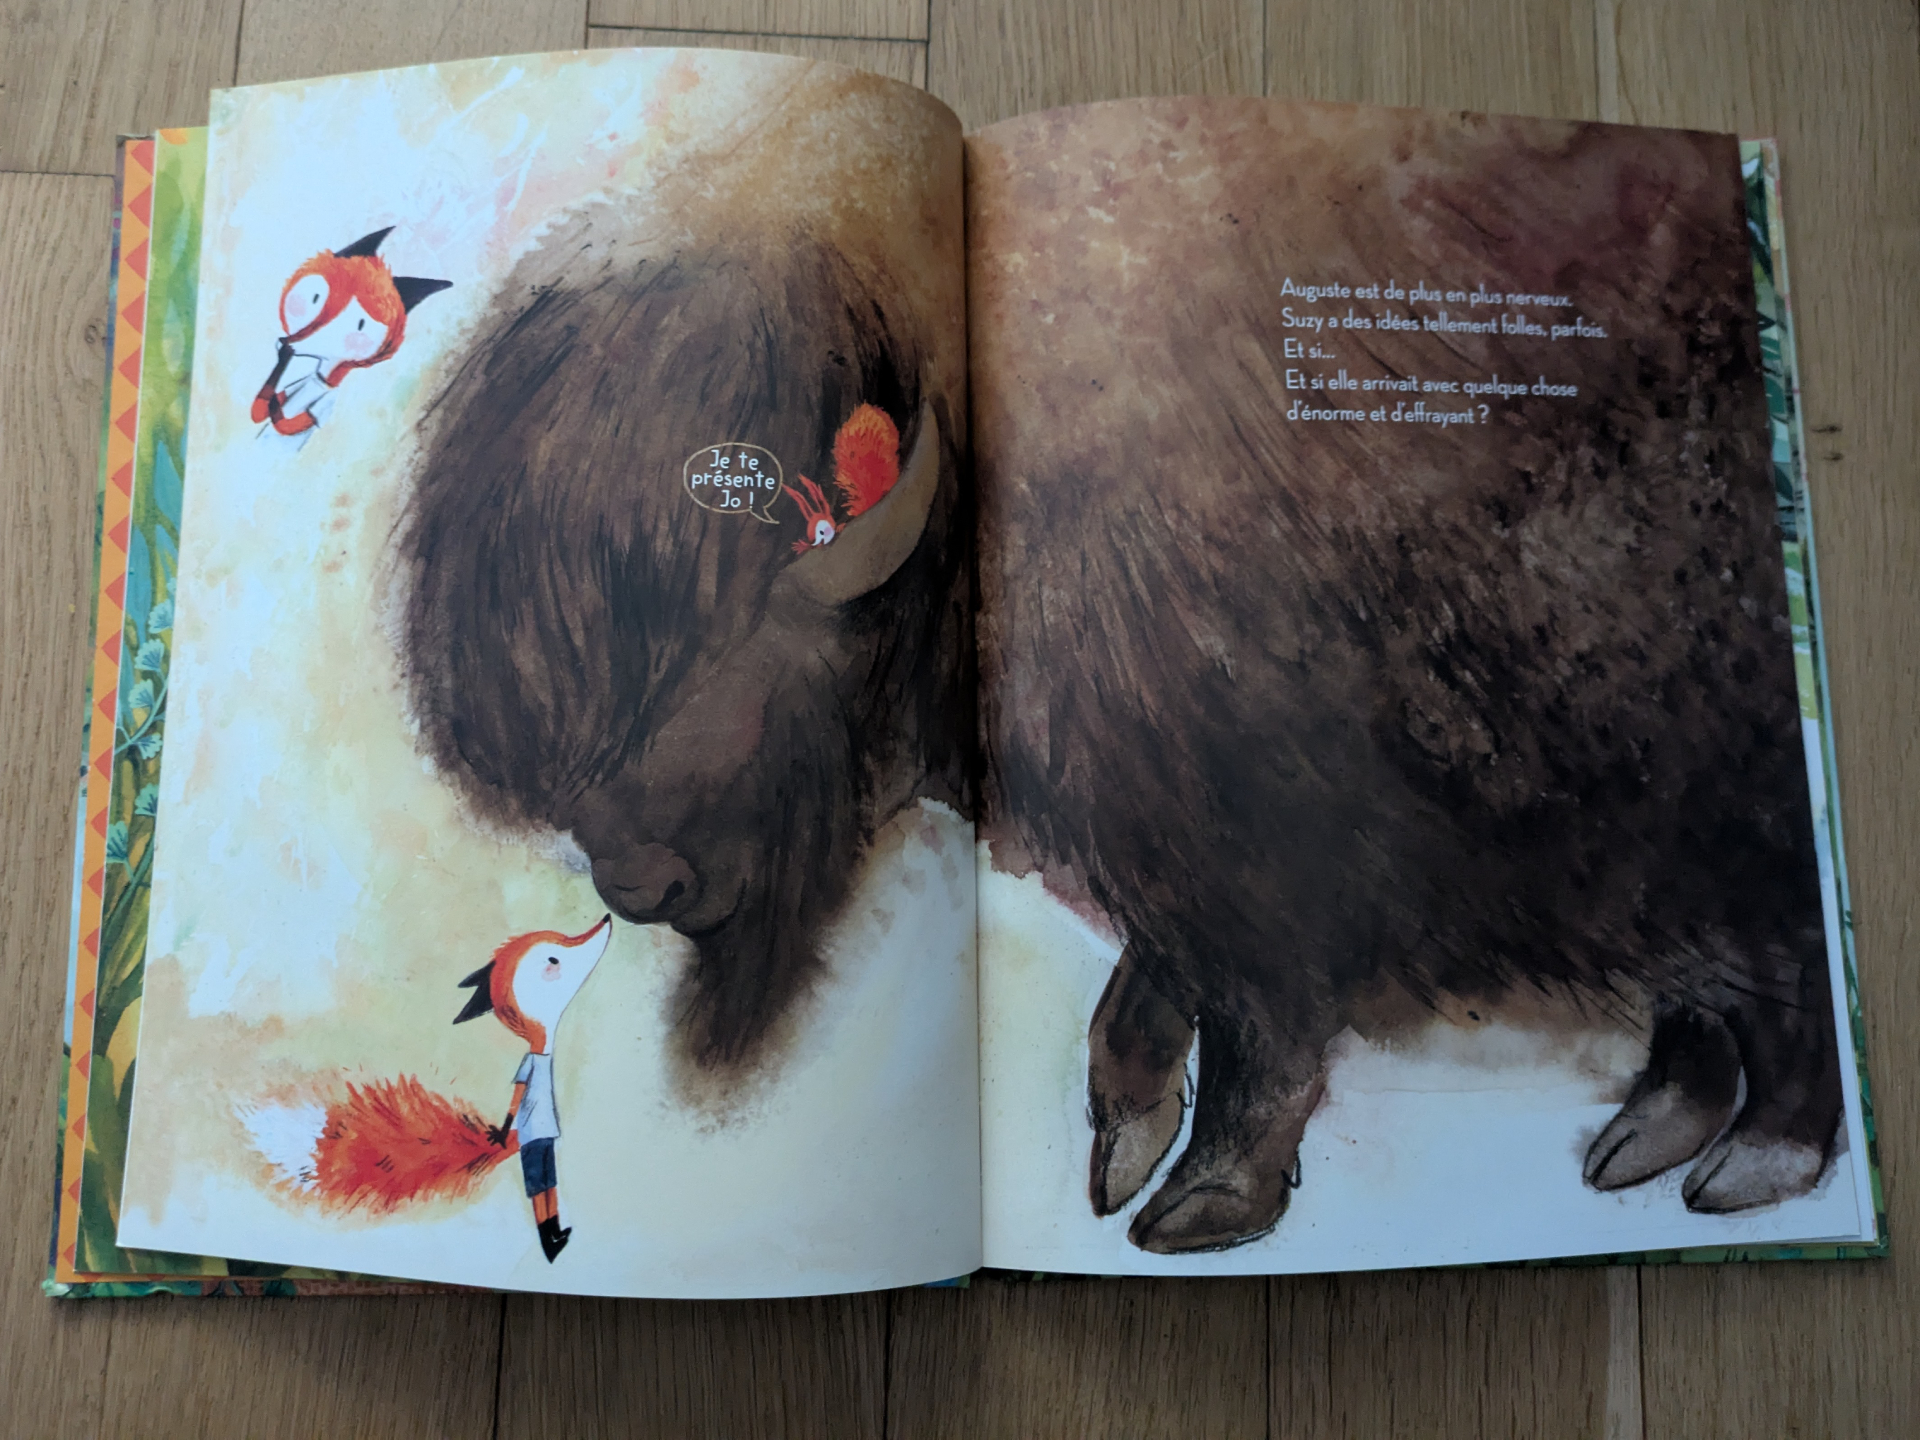 Je te
présente
Jo !
Auguste est de plus en plus nerveux.
Suzy a des idées tellement folles, parfois.
Et si...
Et si elle arrivait avec quelque chose
d'énorme et d'effrayant ?